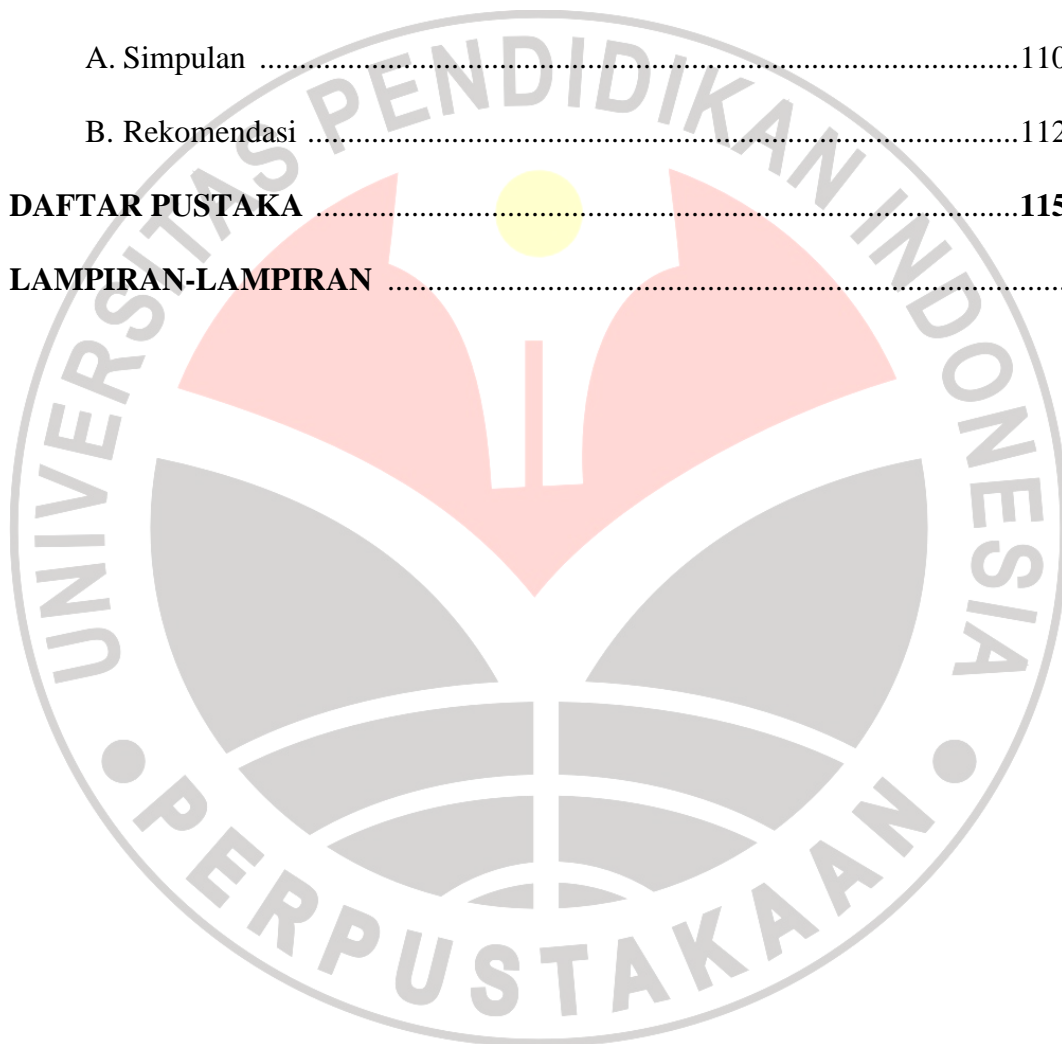 A. Simpulan ...............................................................................................110
B. Rekomendasi .........................................................................................112
DAFTAR PUSTAKA ........................................................................................115
LAMPIRAN-LAMPIRAN ....................................................................................
UNIVERSITAS PENDIDIKAN INDONESIA
PERPUSTAKAAN